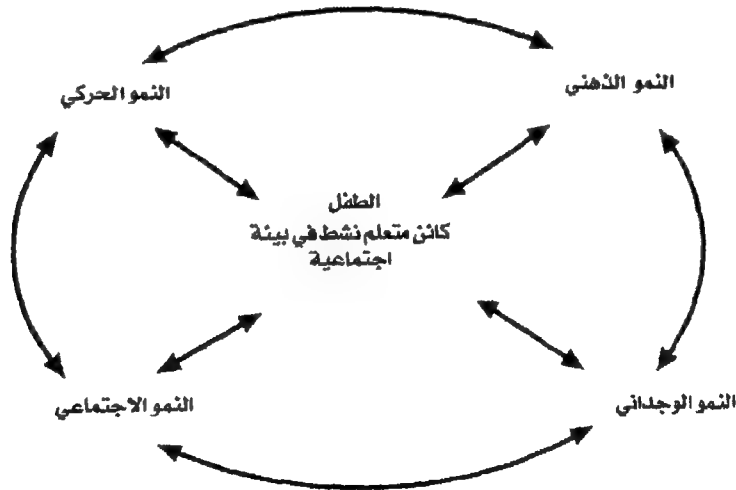 النمو الذهني
النمو الحركي
الطفل
كائن متعلم نشط في بيئة
اجتماعية
النمو الوجداني
النمو الاجتماعي